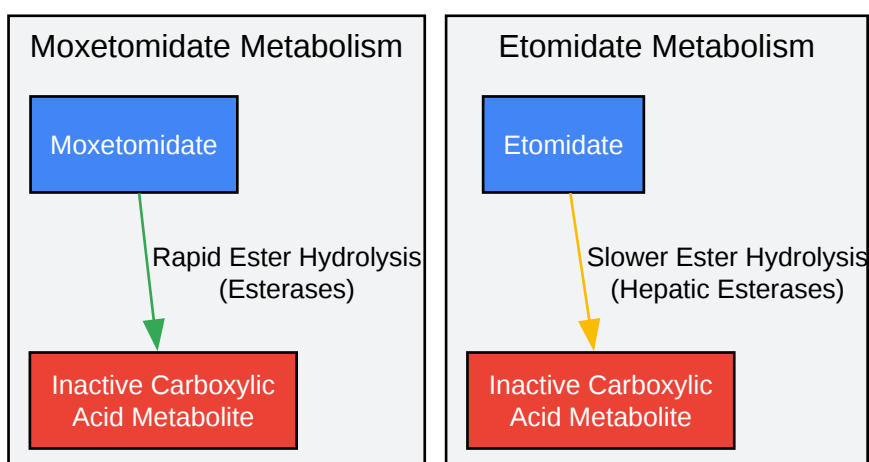 Moxetomidate Metabolism
Moxetomidate
Rapid Ester Hydrolysis
(Esterases)
Inactive Carboxylic
Acid Metabolite
Etomidate Metabolism
Etomidate
Slower Ester Hydrolysis
(Hepatic Esterases)
Inactive Carboxylic
Acid Metabolite